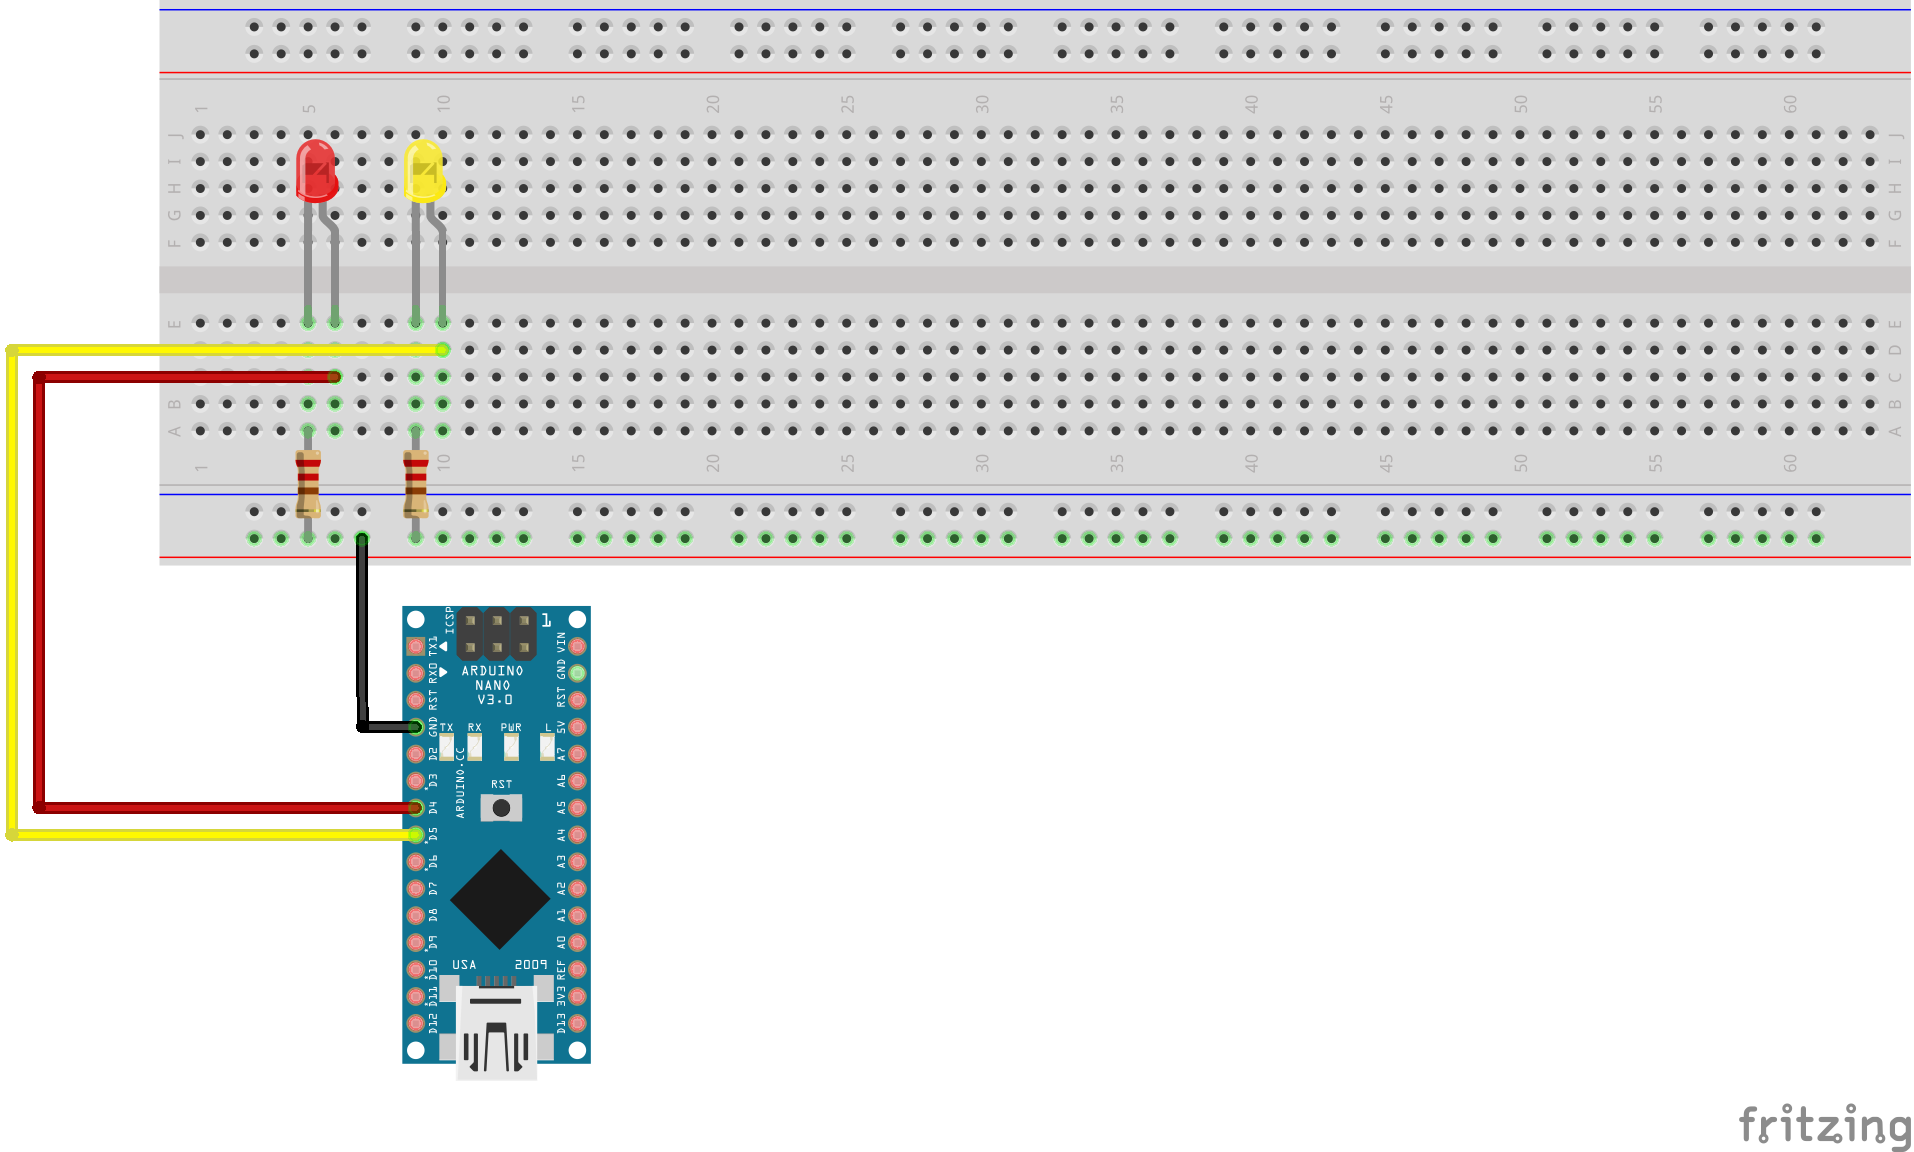 1 5 10 15 20 25 30 35 40 45 50 55 60
J J
I I
H H
G G
F F
E E
D
C
B B
A A
1 10 15 20 25 30 35 40 45 50 55 60
ICSP
1
TX1 VIN
RX0 GND
ARDUINO
NANO
V3.0
RST RST
GND TX RX PWR L 5V
D2 A7
D3 A6
RST
ARDUINO.CC
D4 A5
D5 A4
D6 A3
D7 A2
D8 A1
D9 A0
USA 2009
D10 REF
D11 3V3
D12 D13
fritzing